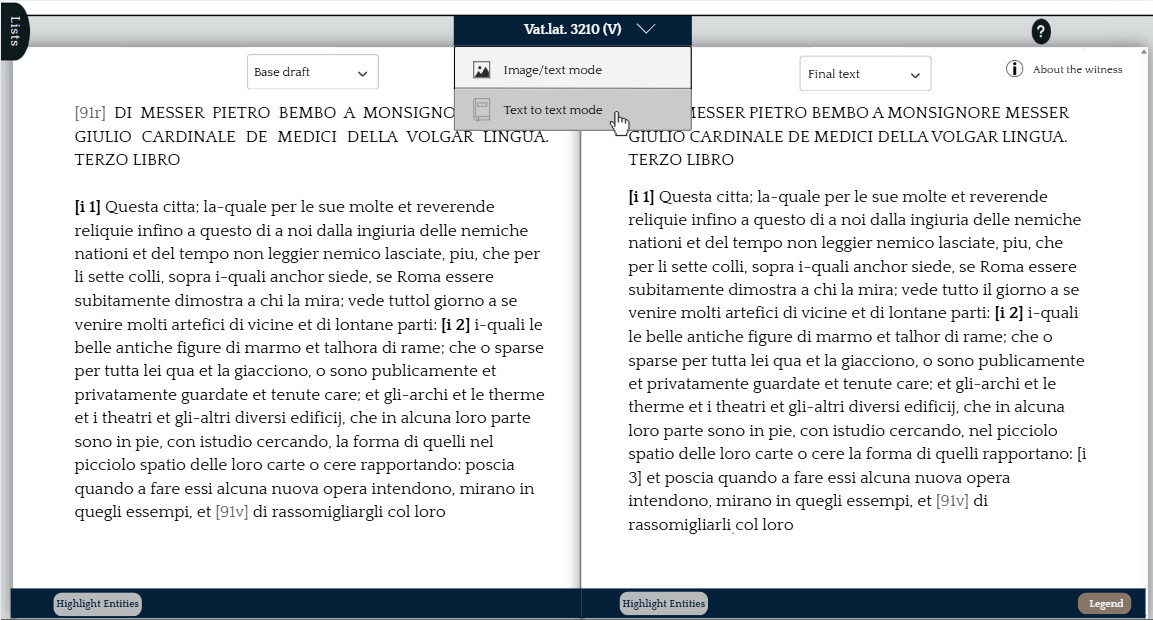 Lists
Vat.lat. 3210 (V)
?
Image/text mode
Text to text mode
Base draft
[91r] DI MESSER PIETRO BEMBO A MONSIGNO
GIULIO CARDINALE DE MEDICI DELLA VOLGAR LINGUA.
TERZO LIBRO
[i 1] Questa citta; la-quale per le sue molte et reverende
reliquie infino a questo di a noi dalla ingiuria delle nemiche
nationi et del tempo non leggier nemico lasciate, piu, che per
li sette colli, sopra i-quali anchor siede, se Roma essere
subitamente dimostra a chi la mira; vede tuttol giorno a se
venire molti artefici di vicine et di lontane parti: [i 2] i-quali le
belle antiche figure di marmo et talhora di rame; che o sparse
per tutta lei qua et la giacciono, o sono publicamente et
privatamente guardate et tenute care; et gli-archi et le therme
et i theatri et gli-altri diversi edificij, che in alcuna loro parte
sono in pie, con istudio cercando, la forma di quelli nel
picciolo spatio delle loro carte o cere rapportando: poscia
quando a fare essi alcuna nuova opera intendono, mirano in
quegli essempi, et [91v] di rassomigliargli col loro
Highlight Entities
Final text
About the witness
MESSER PIETRO BEMBO A MONSIGNORE MESSER
GIULIO CARDINALE DE MEDICI DELLA VOLGAR LINGUA.
TERZO LIBRO
[i 1] Questa citta; la-quale per le sue molte et reverende
reliquie infino a questo di a noi dalla ingiuria delle nemiche
nationi et del tempo non leggier nemico lasciate, piu, che
per li sette colli, sopra i-quali anchor siede, se Roma essere
subitamente dimostra a chi la mira; vede tutto il giorno a se
venire molti artefici di vicine et di lontane parti: [i 2] i-quali
le belle antiche figure di marmo et talhor di rame; che o
sparse per tutta lei qua et la giacciono, o sono publicamente
et privatamente guardate et tenute care; et gli-archi et le
therme et i theatri et gli-altri diversi edificij, che in alcuna
loro parte sono in pie, con istudio cercando, nel picciolo
spatio delle loro carte o cere la forma di quelli rapportano: [i
3] et poscia quando a fare essi alcuna nuova opera
intendono, mirano in quegli essempi, et [91v] di
rassomigliarli col loro
Highlight Entities
Legend